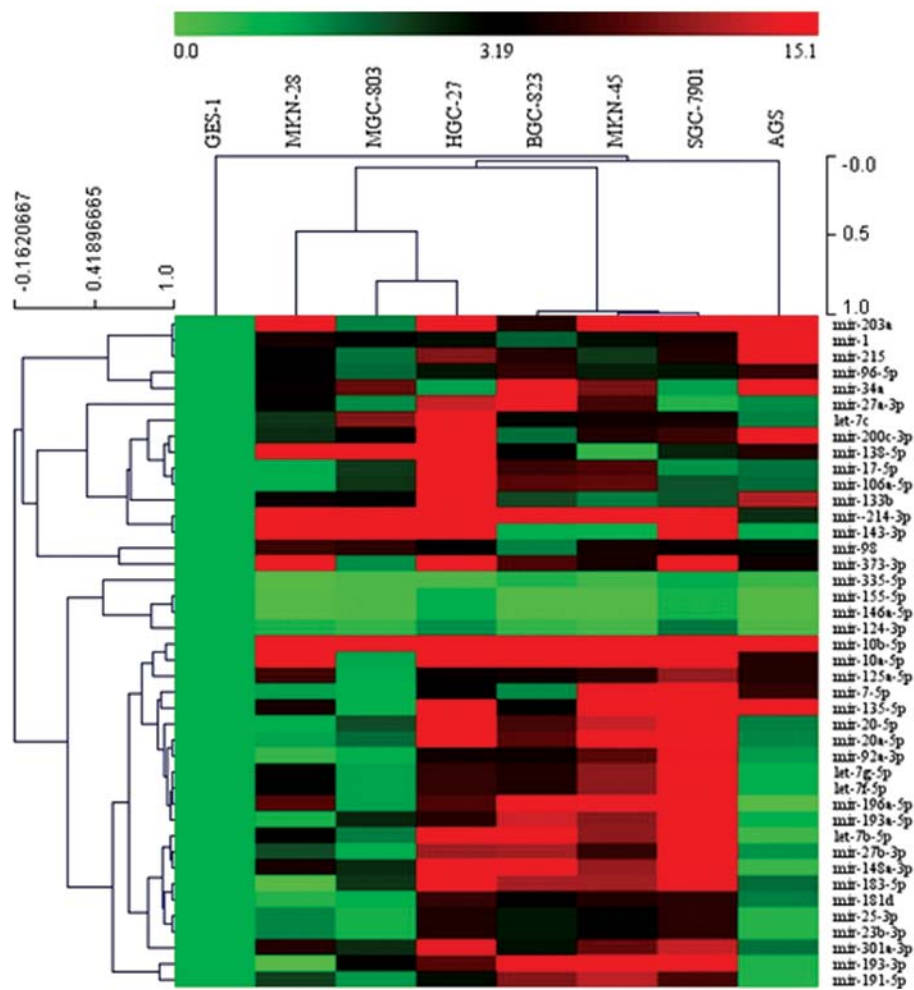 0.0 3.19 15.1
GES-1
MKN-28
MGC-803
HGC-27
BGC-823
MKN-45
SGC-7901
AGS
-0.0
0.5
1.0
-0.1620667
0.41896665
1.0
mir-203a
mir-1
mir-215
mir-96-5p
mir-34a
mir-27a-3p
let-7c
mir-200c-3p
mir-138-5p
mir-17-5p
mir-106a-5p
mir-133b
mir--214-3p
mir-143-3p
mir-98
mir-373-3p
mir-335-5p
mir-155-5p
mir-146a-5p
mir-124-3p
mir-10b-5p
mir-10a-5p
mir-125a-5p
mir-7-5p
mir-135-5p
mir-20-5p
mir-20a-5p
mir-92a-3p
let-7g-5p
let-7f-5p
mir-196a-5p
mir-193a-5p
let-7b-5p
mir-27b-3p
mir-148a-3p
mir-183-5p
mir-181d
mir-25-3p
mir-23b-3p
mir-301a-3p
mir-193-3p
mir-191-5p